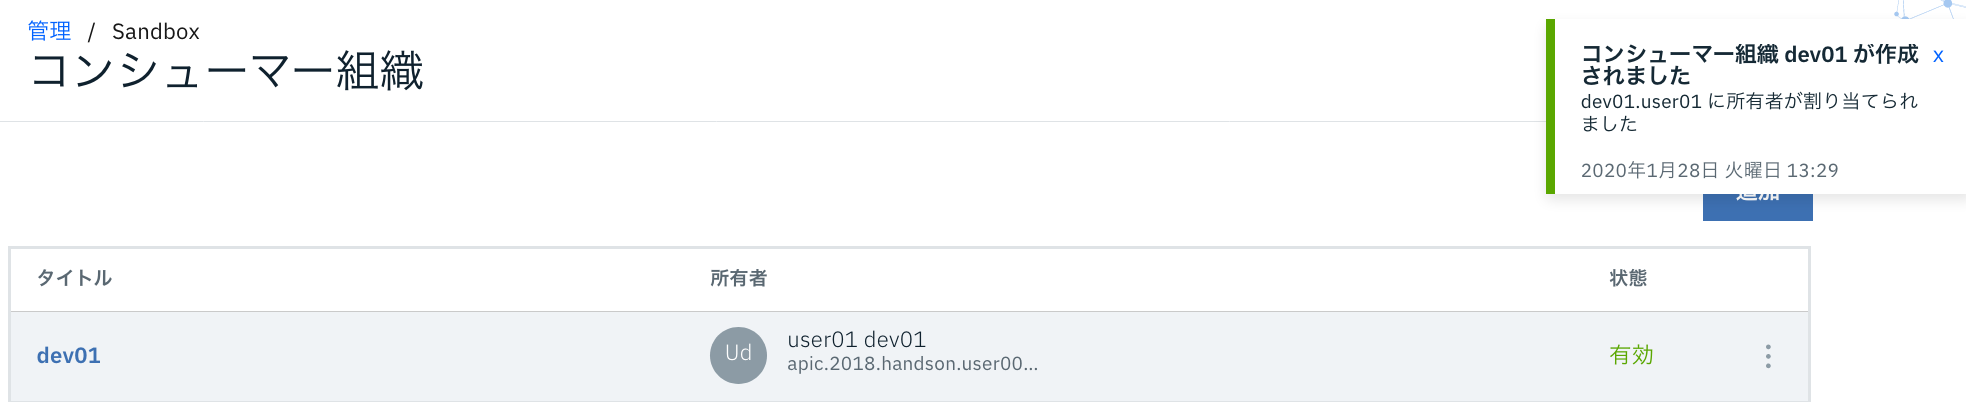 管理 / Sandbox
コンシューマー組織
コンシューマー組織 dev01 が作成 x
されました
dev01.user01 に所有者が割り当てられ
ました
2020年1月28日 火曜日 13:29
追加
タイトル 所有者 状態
Ud user01 dev01
dev01 有効
apic.2018.handson.user00...